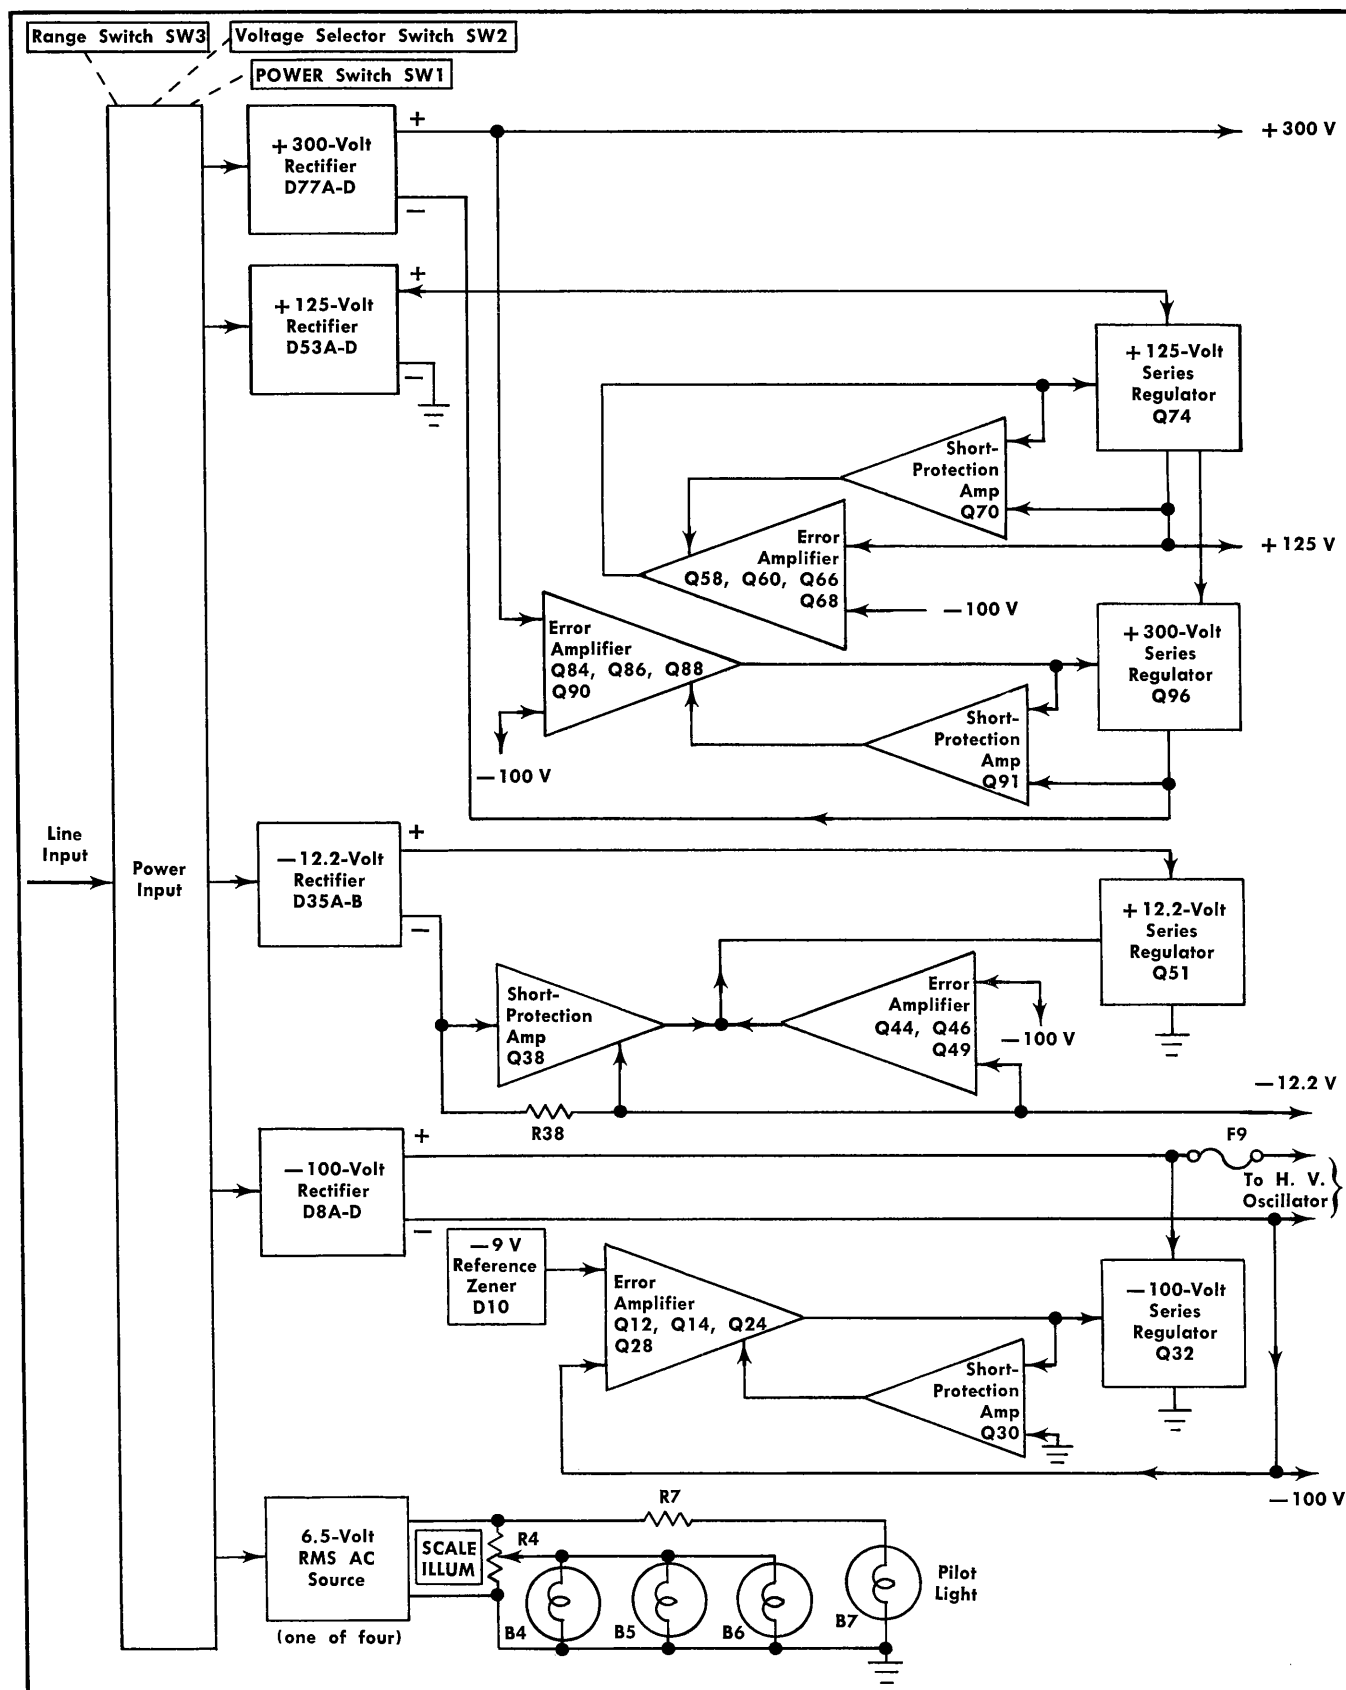 Range Switch SW3
Voltage Selector Switch SW2
POWER Switch SW1
+300-Volt
Rectifier
D77A-D
+
−
+300 V
+125-Volt
Rectifier
D53A-D
+
−
+125-Volt
Series
Regulator
Q74
Short-
Protection
Amp
Q70
Error
Amplifier
Q58, Q60, Q66
Q68
+125 V
−100 V
Error
Amplifier
Q84, Q86, Q88
Q90
−100 V
+300-Volt
Series
Regulator
Q96
Short-
Protection
Amp
Q91
Line
Input
Power
Input
−12.2-Volt
Rectifier
D35A-B
+
−
+12.2-Volt
Series
Regulator
Q51
Short-
Protection
Amp
Q38
Error
Amplifier
Q44, Q46
Q49
−100 V
−12.2 V
R38
−100-Volt
Rectifier
D8A-D
+
−
F9
To H. V.
Oscillator
−9 V
Reference
Zener
D10
Error
Amplifier
Q12, Q14, Q24
Q28
−100-Volt
Series
Regulator
Q32
Short-
Protection
Amp
Q30
−100 V
6.5-Volt
RMS AC
Source
(one of four)
SCALE
ILLUM
R4
R7
B4
B5
B6
B7
Pilot
Light